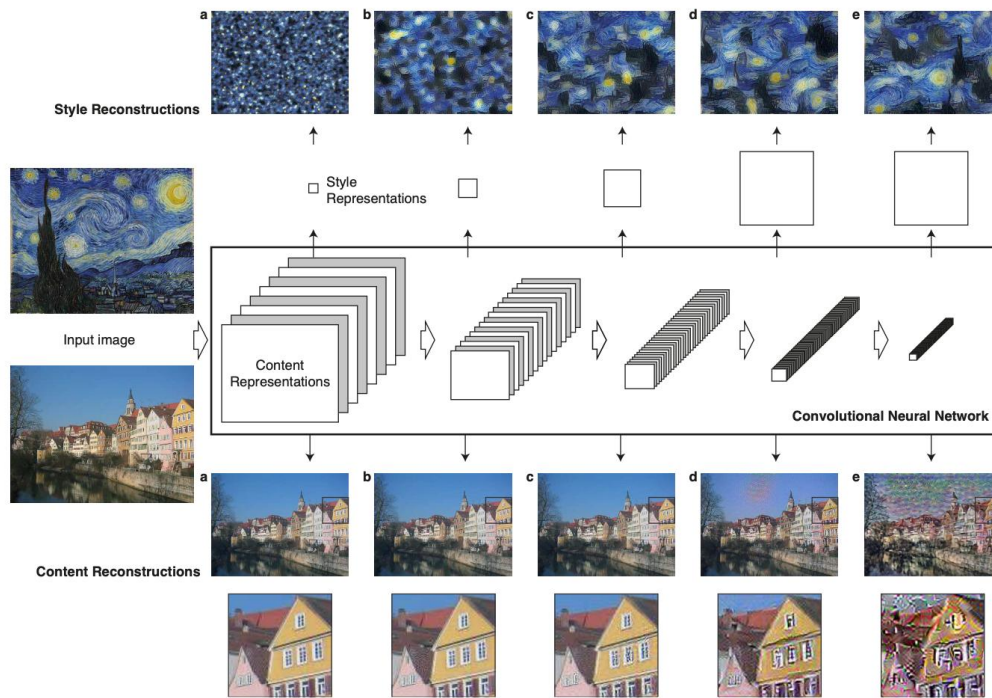 a b c d e
Style Reconstructions
Style
Representations
Input image
Content
Representations
Convolutional Neural Network
a b c d e
Content Reconstructions